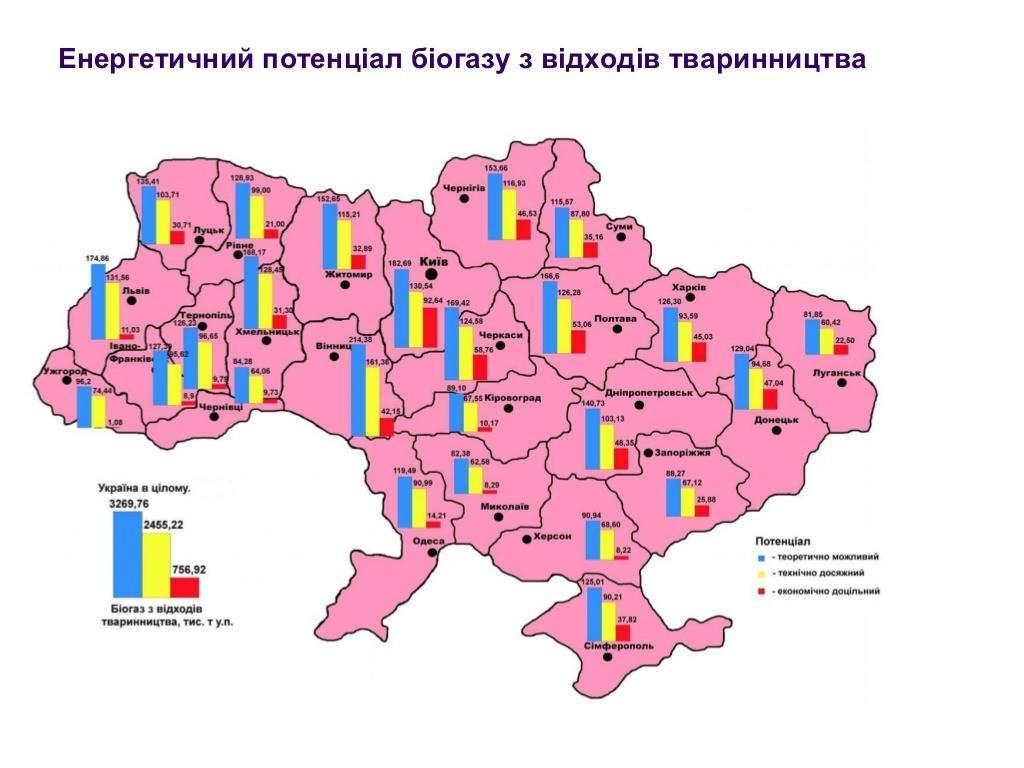 Енергетичний потенціал біогазу з відходів тваринництва
135,41
103,71
30,71
Луцьк
128,93
99,00
21,00
Рівне
152,65
115,21
32,89
Житомир
182,69
130,54
92,64
Київ
153,66
116,93
46,53
Чернігів
115,57
87,80
35,16
Суми
174,86
131,56
11,03
Львів
168,17
128,45
31,30
Хмельницьк
Тернопіль
126,23
96,65
9,79
Івано-
Франківс
127,39
95,62
8,9
Ужгород
96,2
74,44
1,08
84,28
64,06
9,73
Чернівці
Вінниц
214,38
161,36
42,15
169,42
124,58
58,76
Черкаси
166,6
126,28
53,06
Полтава
Харків
126,30
93,59
45,03
81,85
60,42
22,50
Луганськ
129,04
94,68
47,04
Донецьк
Дніпропетровськ
140,73
103,13
48,35
89,10
67,55
10,17
Кіровоград
Запоріжжя
88,27
67,12
25,88
119,49
90,99
14,21
Одеса
82,38
62,58
8,29
Миколаїв
90,94
68,60
8,22
Херсон
125,01
90,21
37,82
Сімферополь
Україна в цілому.
3269,76
2455,22
756,92
Біогаз з відходів
тваринництва, тис. т у.п.
Потенціал
- теоретично можливий
- технічно досяжний
- економічно доцільний